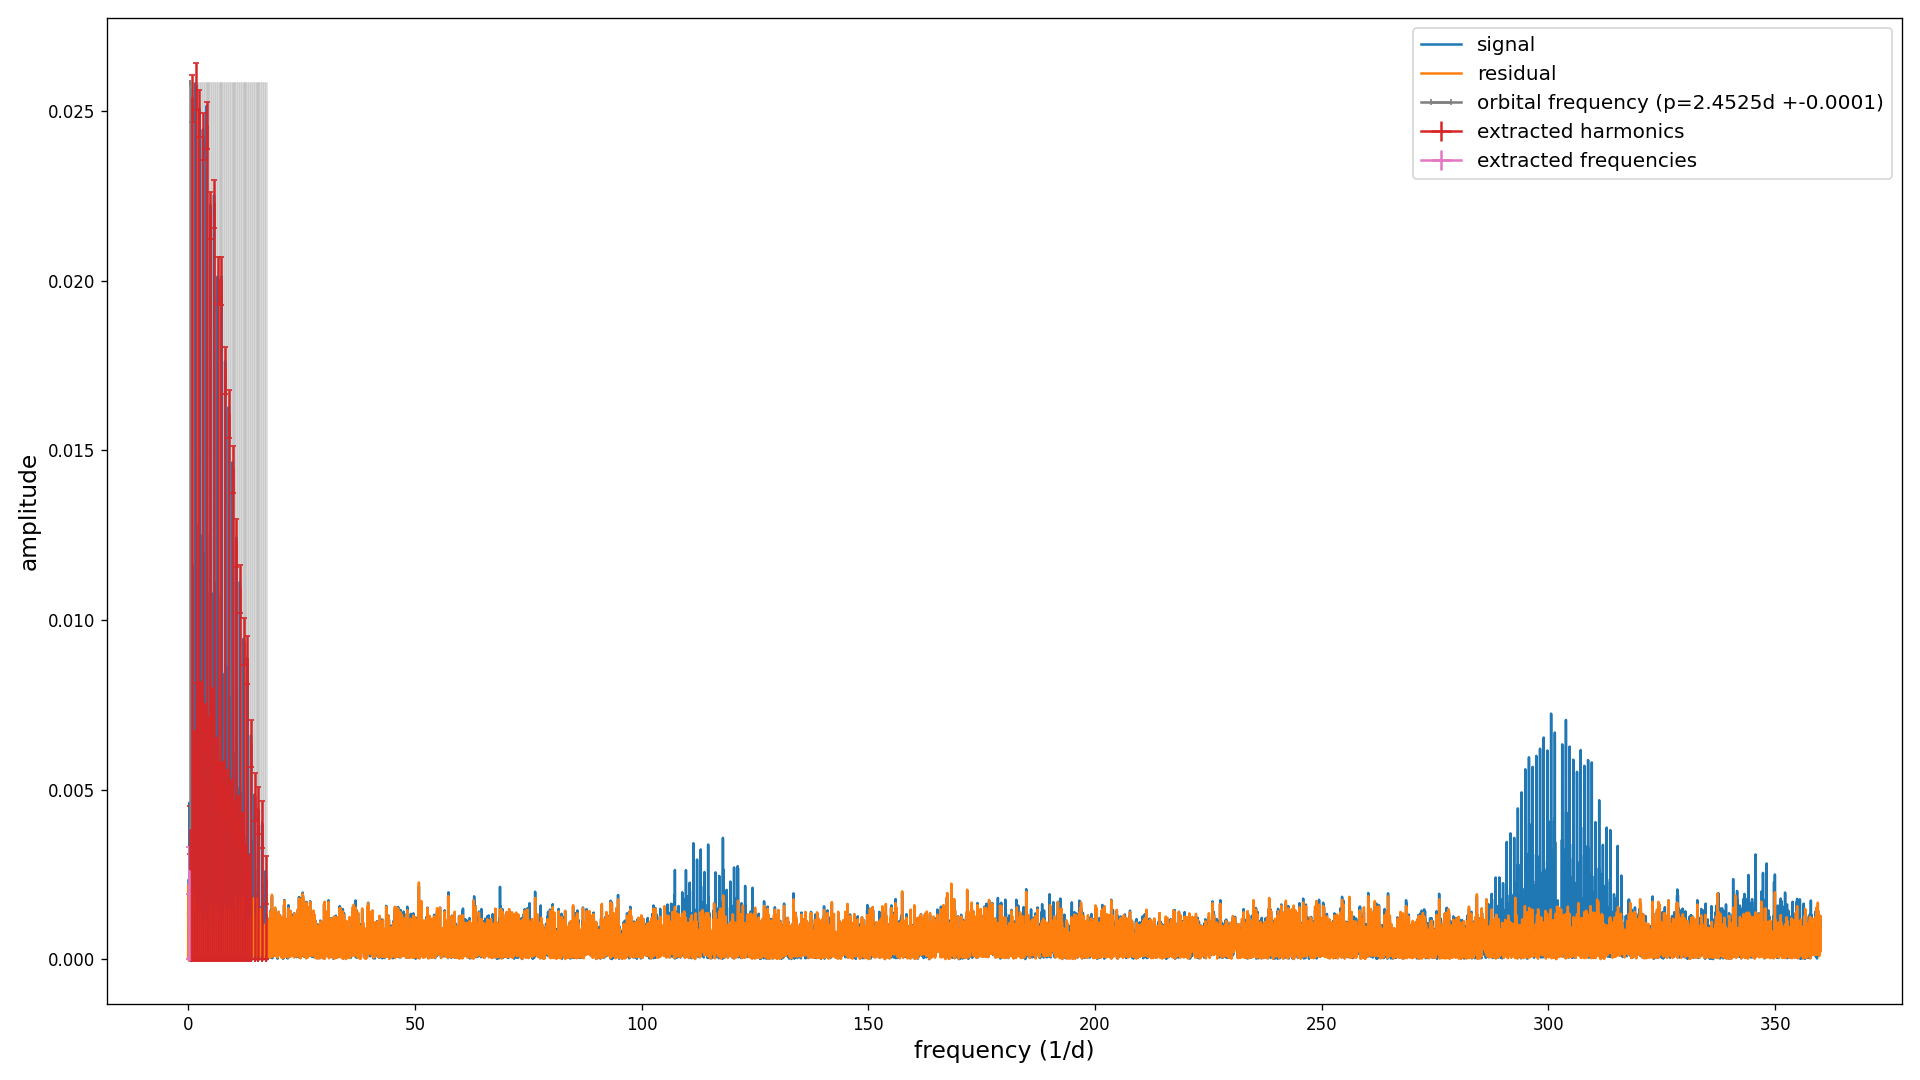 signal
residual
orbital frequency (p=2.4525d +-0.0001)
extracted harmonics
extracted frequencies
amplitude
0.025
0.020
0.015
0.010
0.005
0.000
0 50 100 150 200 250 300 350
frequency (1/d)